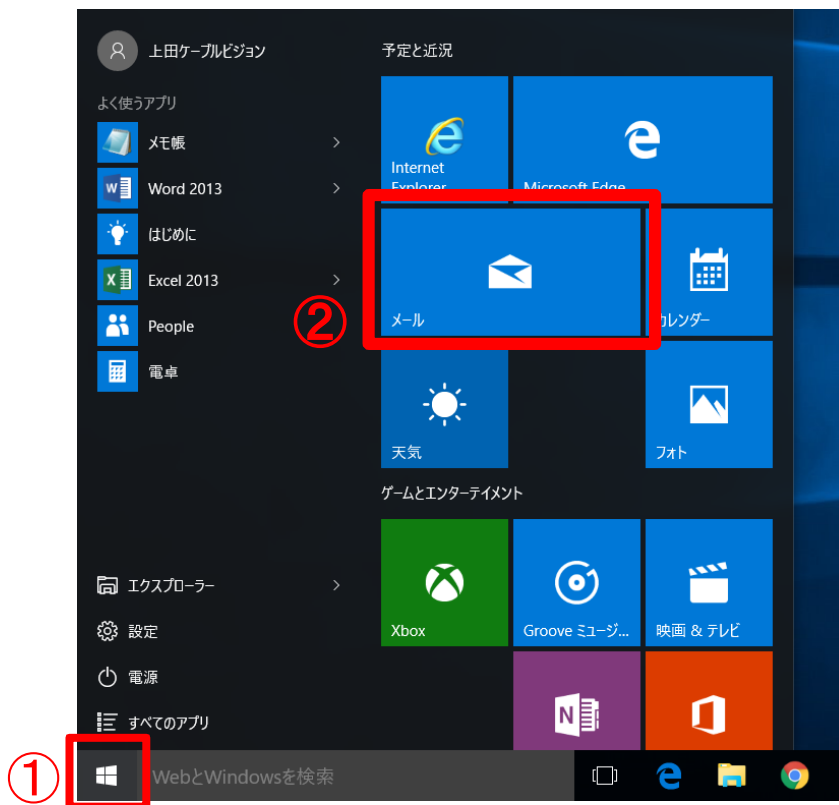 上田ケーブルビジョン
よく使うアプリ
メモ帳
Word 2013
はじめに
Excel 2013
People
電卓
エクスプローラー
設定
電源
すべてのアプリ
予定と近況
Internet
Explorer
Microsoft Edge
②
メール
カレンダー
天気
フォト
ゲームとエンターテイメント
Xbox
Groove ミュージ...
映画 & テレビ
①
WebとWindowsを検索